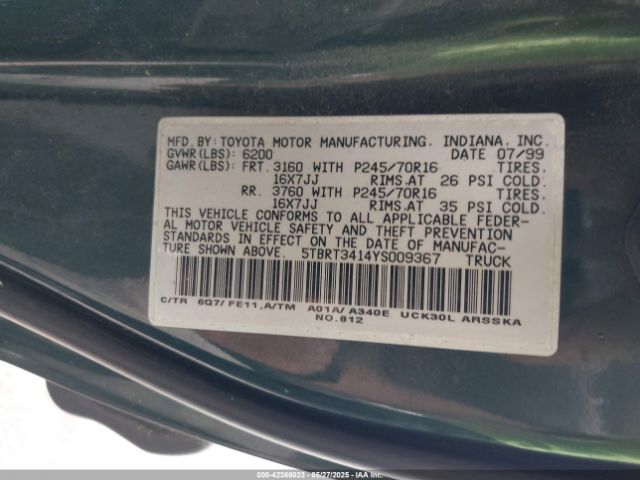 MFD.BY:TOYOTA MOTOR MANUFACTURING, INDIANA, INC.
GVWR(LBS):6200 DATE 07/99
GAWR(LBS):FRT. 3160 WITH P245/70R16 TIRES.
16X7JJ RIMS.AT 26 PSI COLD.
RR. 3760 WITH P245/70R16 TIRES.
16X7JJ RIMS.AT 35 PSI COLD.
THIS VEHICLE CONFORMS TO ALL APPLICABLE FEDER-
AL MOTOR VEHICLE SAFETY AND THEFT PREVENTION
STANDARDS IN EFFECT ON THE DATE OF MANUFAC-
TURE SHOWN ABOVE. 5TBRT3414YS009367 TRUCK
C/TR 6Q7/ FE11,A/TM A01A/ A340E UCK30L ARSSKA
NO.812
000-42366023 - 05/27/2025 - IAAI.COM